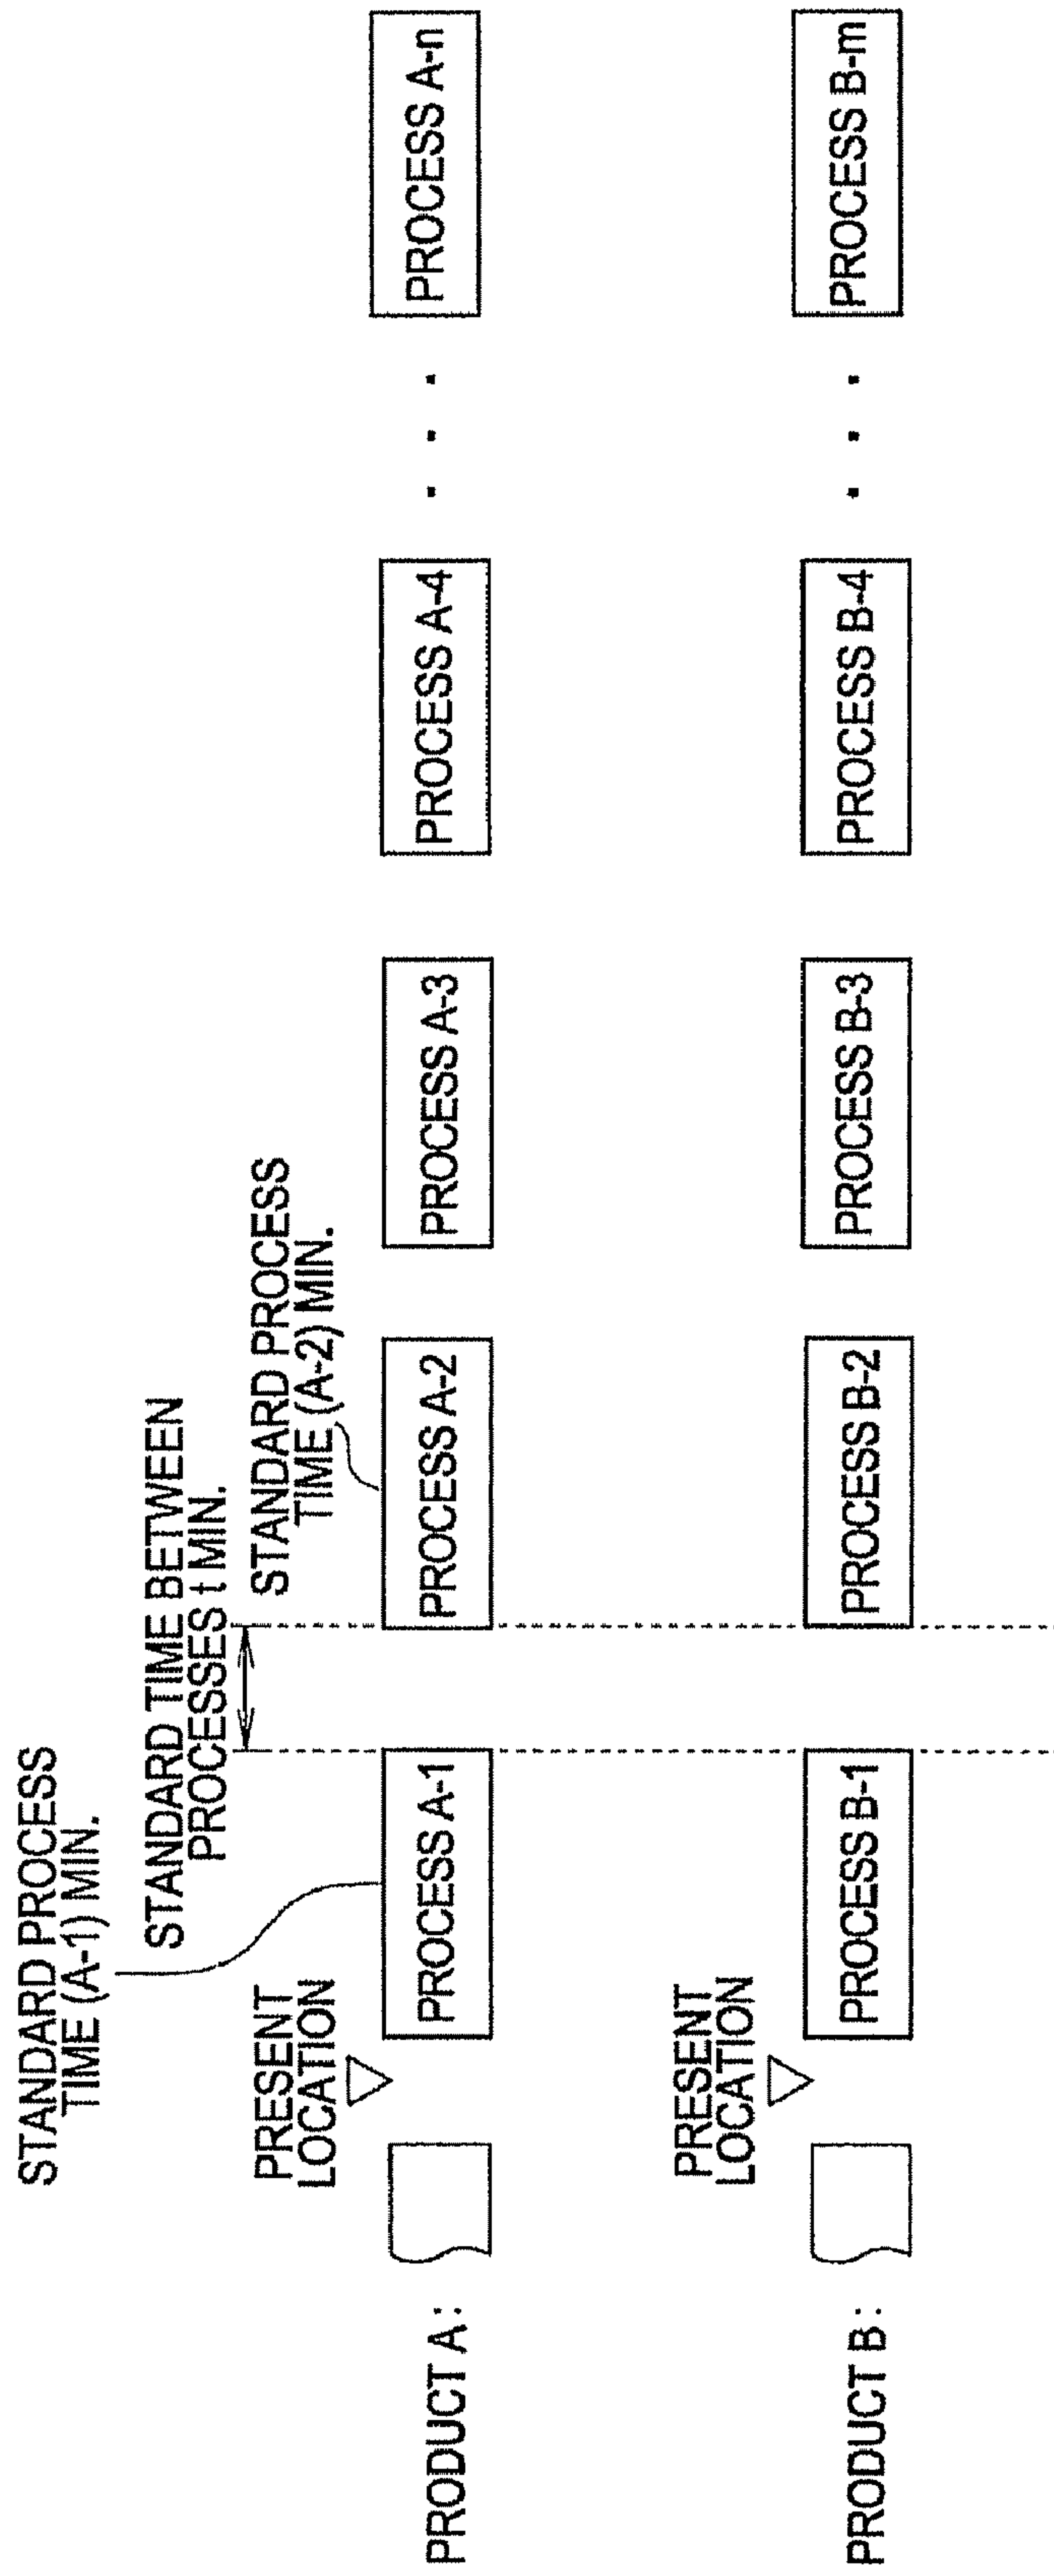 STANDARD PROCESS
TIME (A-1) MIN.
STANDARD TIME BETWEEN
PROCESSES t MIN.
STANDARD PROCESS
TIME (A-2) MIN.
PRESENT
LOCATION
PRODUCT A :
PROCESS A-1
PROCESS A-2
PROCESS A-3
PROCESS A-4
PROCESS A-n
PRESENT
LOCATION
PRODUCT B :
PROCESS B-1
PROCESS B-2
PROCESS B-3
PROCESS B-4
PROCESS B-m